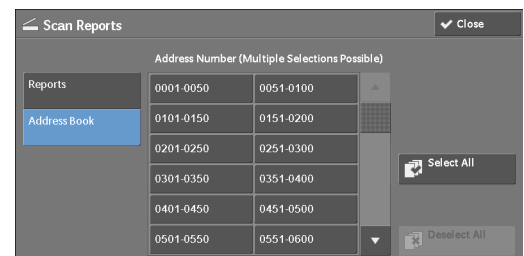 Scan Reports
Close
Address Number (Multiple Selections Possible)
Reports
Address Book
0001-0050 0051-0100
0101-0150 0151-0200
0201-0250 0251-0300
0301-0350 0351-0400
0401-0450 0451-0500
0501-0550 0551-0600
Select All
Deselect All